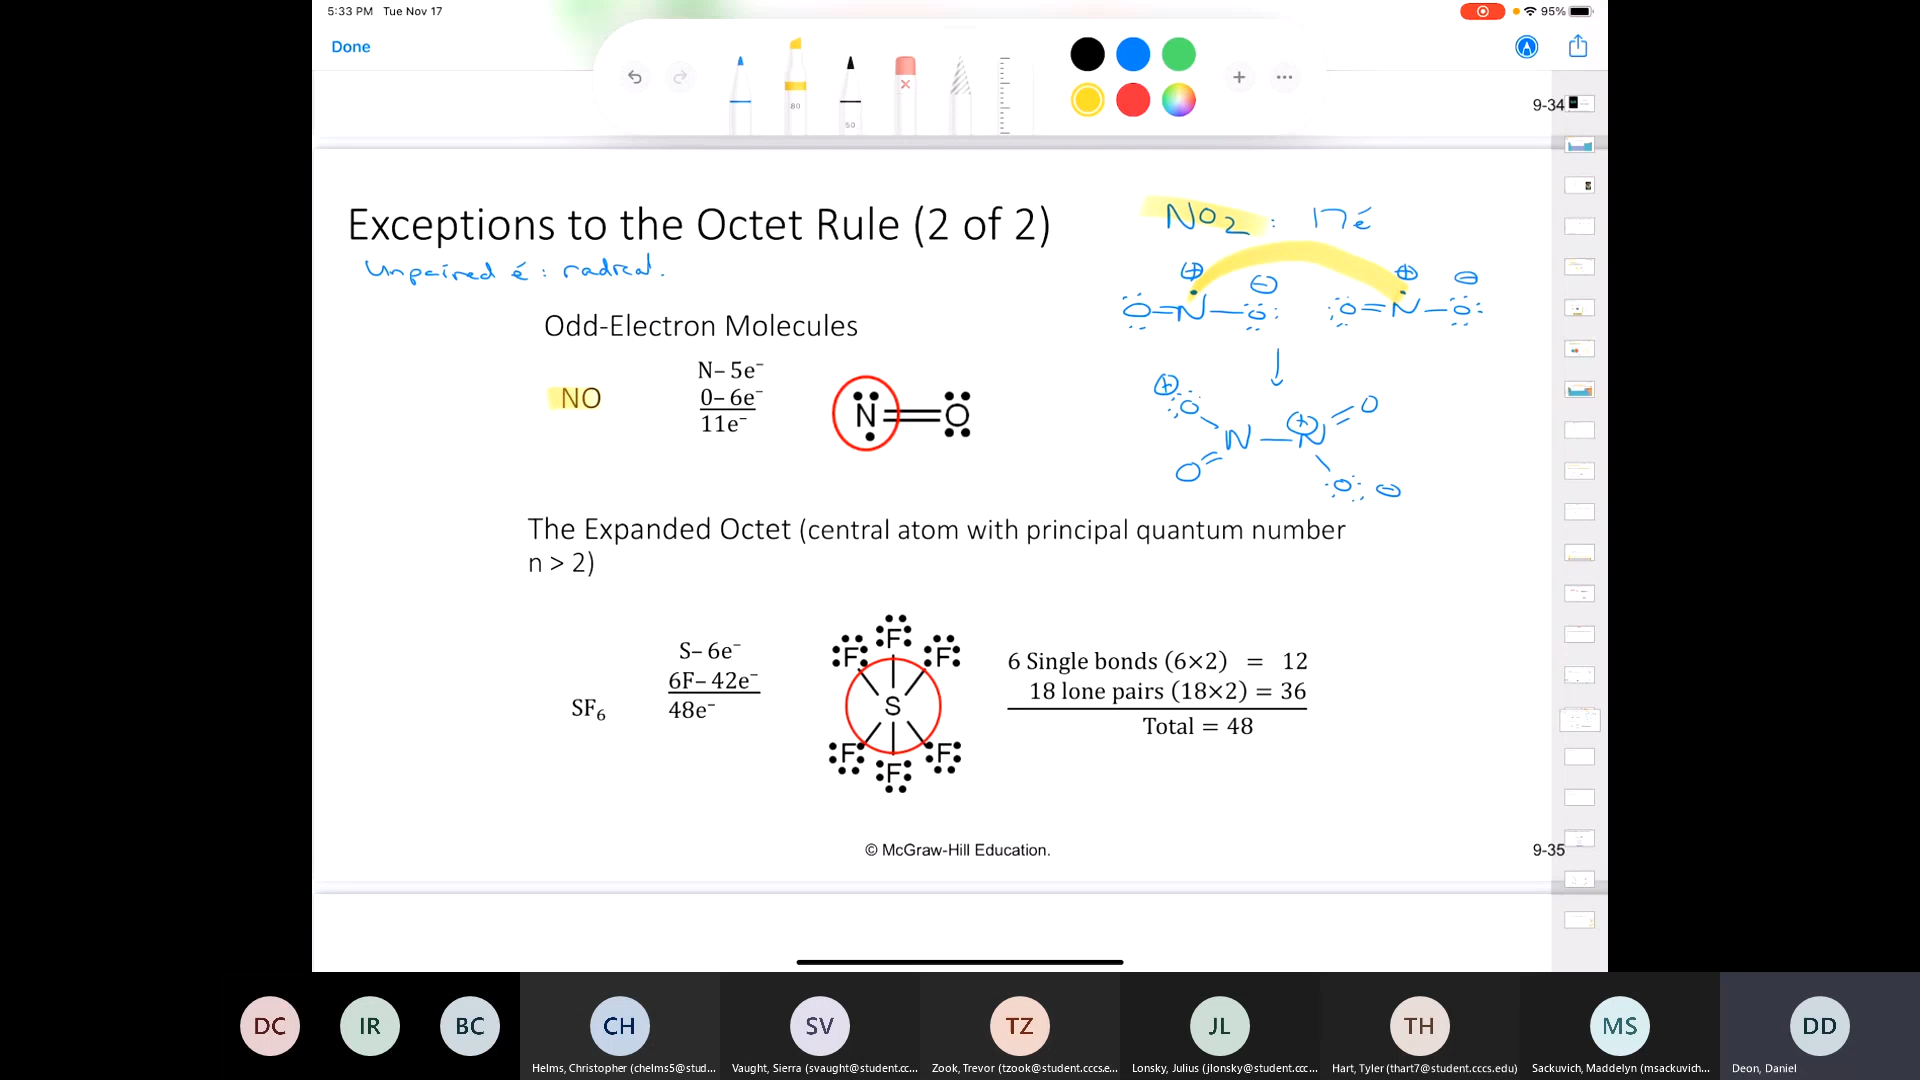 5:33 PM Tue Nov 17
95%
Done
80
50
9-34
Exceptions to the Octet Rule (2 of 2)
NO2 : 17é
Unpaired é : radical.
⊕ ⊖ ⊕ ⊖
O=N—O O=N—O
Odd-Electron Molecules
NO
N– 5e⁻
0– 6e⁻
11e⁻
N=O
⊕
O N—N O
⊕
O O ⊖
The Expanded Octet (central atom with principal quantum number
n > 2)
SF₆
S– 6e⁻
6F– 42e⁻
48e⁻
F
F F
S
F F
F
6 Single bonds (6×2) = 12
18 lone pairs (18×2) = 36
Total = 48
© McGraw-Hill Education.
9-35
DC IR BC CH SV TZ JL TH MS DD
Helms, Christopher (chelms5@stud...
Vaught, Sierra (svaught@student.cc...
Zook, Trevor (tzook@student.cccs.e...
Lonsky, Julius (jlonsky@student.ccc...
Hart, Tyler (thart7@student.cccs.edu)
Sackuvich, Maddelyn (msackuvich...
Deon, Daniel